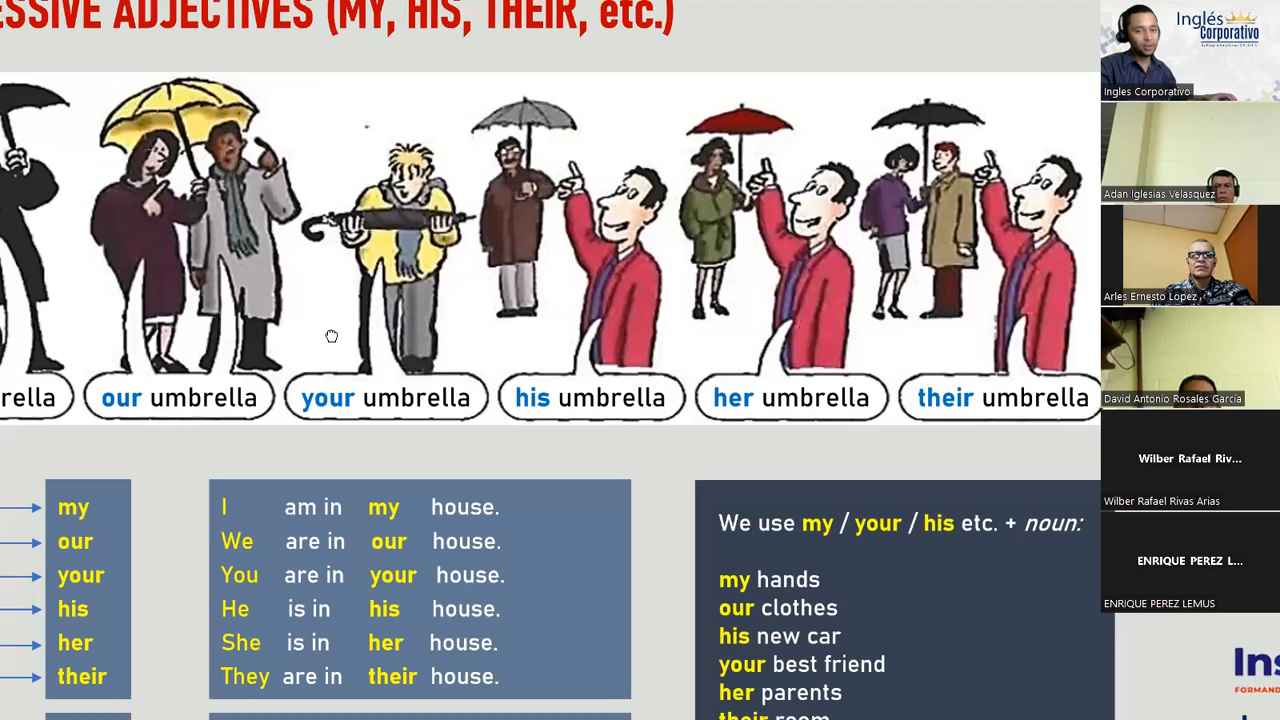 ESSIVE ADJECTIVES (MY, HIS, THEIR, etc.)
rella
our umbrella
your umbrella
his umbrella
her umbrella
their umbrella
my
our
your
his
her
their
I am in my house.
We are in our house.
You are in your house.
He is in his house.
She is in her house.
They are in their house.
We use my / your / his etc. + noun:
my hands
our clothes
his new car
your best friend
her parents
their room
Inglés
Corporativo
Ingles Corporativo
Adan Iglesias Velasquez
Arles Ernesto Lopez
David Antonio Rosales García
Wilber Rafael Riv...
Wilber Rafael Rivas Arias
ENRIQUE PEREZ L...
ENRIQUE PEREZ LEMUS
Ins
FORMAND